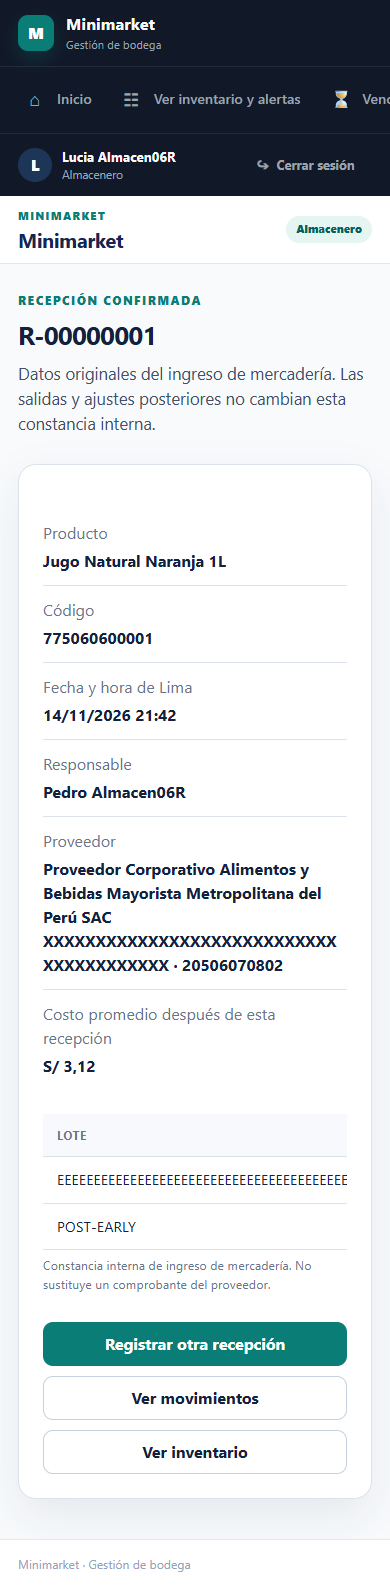 M
Minimarket
Gestión de bodega
Inicio
Ver inventario y alertas
L
Lucia Almacen06R
Almacenero
Cerrar sesión
MINIMARKET
Minimarket
Almacenero
RECEPCIÓN CONFIRMADA
R-00000001
Datos originales del ingreso de mercadería. Las
salidas y ajustes posteriores no cambian esta
constancia interna.
Producto
Jugo Natural Naranja 1L
Código
775060600001
Fecha y hora de Lima
14/11/2026 21:42
Responsable
Pedro Almacen06R
Proveedor
Proveedor Corporativo Alimentos y
Bebidas Mayorista Metropolitana del
Perú SAC
XXXXXXXXXXXXXXXXXXXXXXXXXXXX
XXXXXXXXXXXX · 20506070802
Costo promedio después de esta
recepción
S/ 3,12
LOTE
POST-EARLY
Constancia interna de ingreso de mercadería. No
sustituye un comprobante del proveedor.
Registrar otra recepción
Ver movimientos
Ver inventario
Minimarket · Gestión de bodega